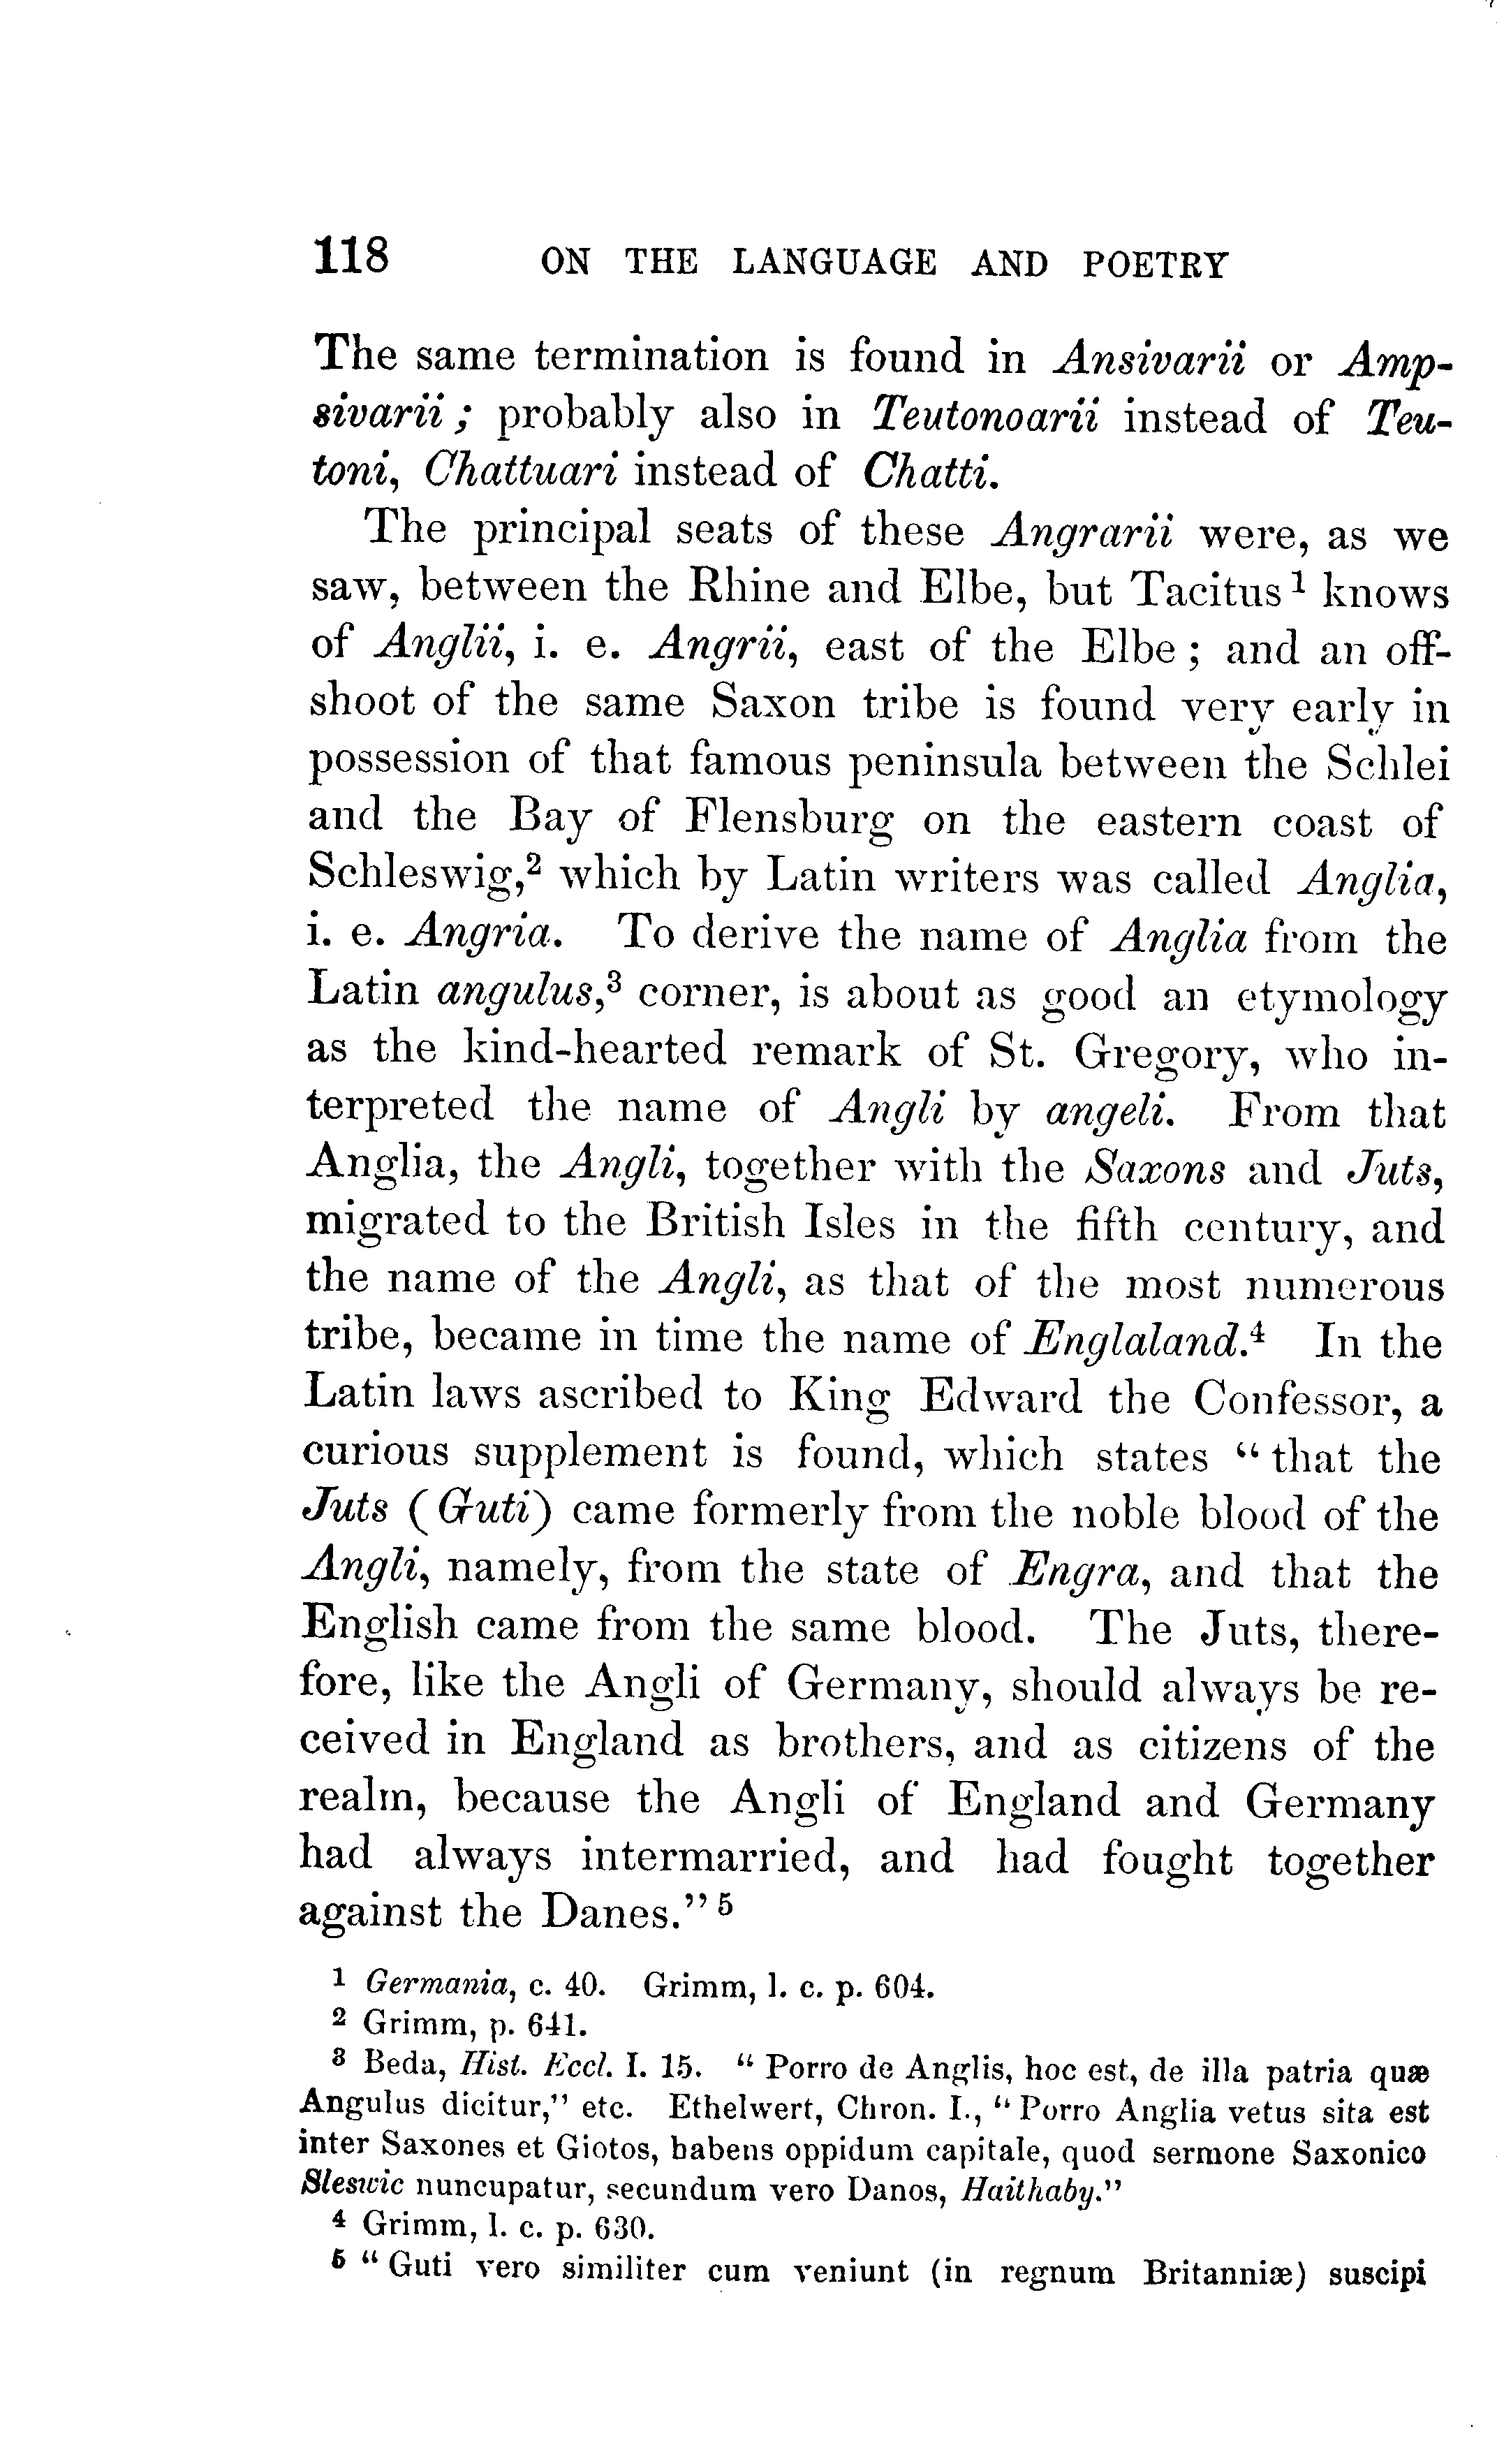 118 ON THE LANGUAGE AND POETRY
The same termination is found in Ansivarii or Amp-
sivarii; probably also in Teutonoarii instead of Teu-
toni, Chattuari instead of Chatti.
The principal seats of these Angrarii were, as we
saw, between the Rhine and Elbe, but Tacitus¹ knows
of Anglii, i. e. Angrii, east of the Elbe; and an off-
shoot of the same Saxon tribe is found very early in
possession of that famous peninsula between the Schlei
and the Bay of Flensburg on the eastern coast of
Schleswig,² which by Latin writers was called Anglia,
i. e. Angria. To derive the name of Anglia from the
Latin angulus,³ corner, is about as good an etymology
as the kind-hearted remark of St. Gregory, who in-
terpreted the name of Angli by angeli. From that
Anglia, the Angli, together with the Saxons and Juts,
migrated to the British Isles in the fifth century, and
the name of the Angli, as that of the most numerous
tribe, became in time the name of Englaland.⁴ In the
Latin laws ascribed to King Edward the Confessor, a
curious supplement is found, which states “that the
Juts (Guti) came formerly from the noble blood of the
Angli, namely, from the state of Engra, and that the
English came from the same blood. The Juts, there-
fore, like the Angli of Germany, should always be re-
ceived in England as brothers, and as citizens of the
realm, because the Angli of England and Germany
had always intermarried, and had fought together
against the Danes.”⁵
¹ Germania, c. 40. Grimm, l. c. p. 604.
² Grimm, p. 641.
³ Beda, Hist. Eccl. I. 15. “Porro de Anglis, hoc est, de illa patria quæ
Angulus dicitur,” etc. Ethelwert, Chron. I., “Porro Anglia vetus sita est
inter Saxones et Giotos, habens oppidum capitale, quod sermone Saxonico
Sleswic nuncupatur, secundum vero Danos, Haithaby.”
⁴ Grimm, l. c. p. 630.
⁵ “Guti vero similiter cum veniunt (in regnum Britanniæ) suscipi